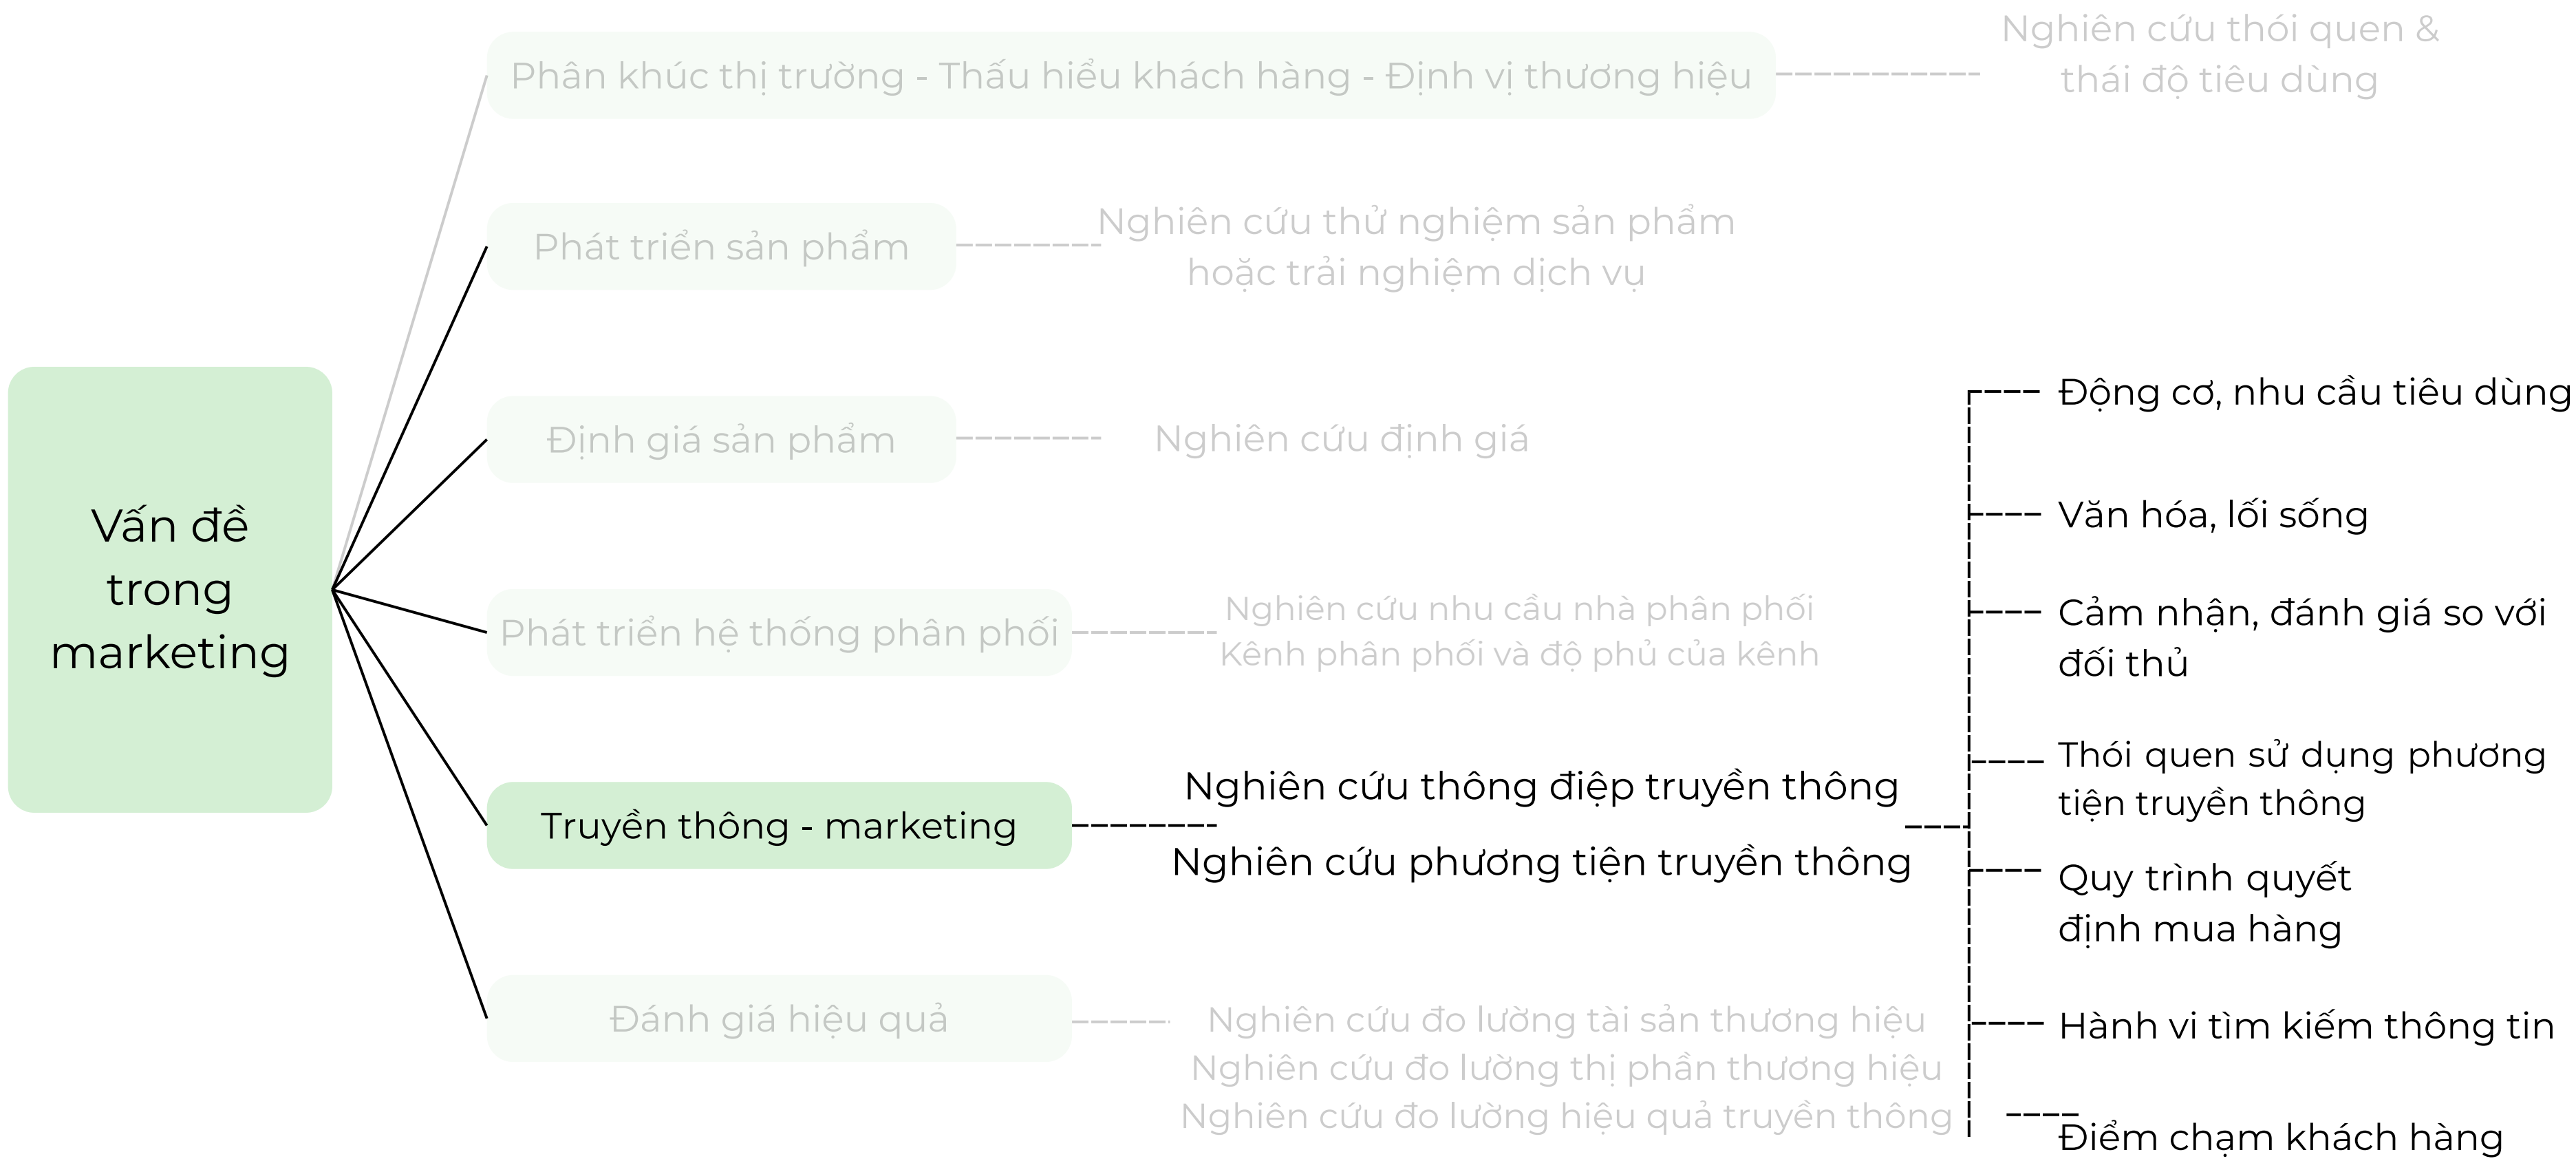 Nghiên cứu thói quen &
thái độ tiêu dùng
Phân khúc thị trường - Thấu hiểu khách hàng - Định vị thương hiệu
Phát triển sản phẩm
Nghiên cứu thử nghiệm sản phẩm
hoặc trải nghiệm dịch vụ
Định giá sản phẩm
Nghiên cứu định giá
Vấn đề
trong
marketing
Phát triển hệ thống phân phối
Nghiên cứu nhu cầu nhà phân phối
Kênh phân phối và độ phủ của kênh
Truyền thông - marketing
Nghiên cứu thông điệp truyền thông
Nghiên cứu phương tiện truyền thông
Động cơ, nhu cầu tiêu dùng
Văn hóa, lối sống
Cảm nhận, đánh giá so với
đối thủ
Thói quen sử dụng phương
tiện truyền thông
Quy trình quyết
định mua hàng
Hành vi tìm kiếm thông tin
Điểm chạm khách hàng
Đánh giá hiệu quả
Nghiên cứu đo lường tài sản thương hiệu
Nghiên cứu đo lường thị phần thương hiệu
Nghiên cứu đo lường hiệu quả truyền thông